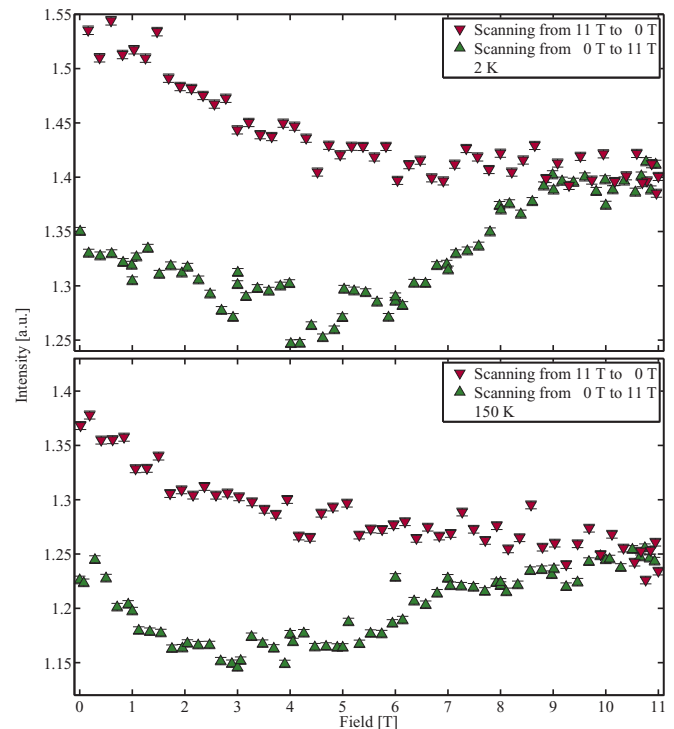 1.55
1.5
1.45
1.4
1.35
1.3
1.25
Scanning from 11 T to 0 T
Scanning from 0 T to 11 T
2 K
Intensity [a.u.]
1.4
1.35
1.3
1.25
1.2
1.15
Scanning from 11 T to 0 T
Scanning from 0 T to 11 T
150 K
0 1 2 3 4 5 6 7 8 9 10 11
Field [T]